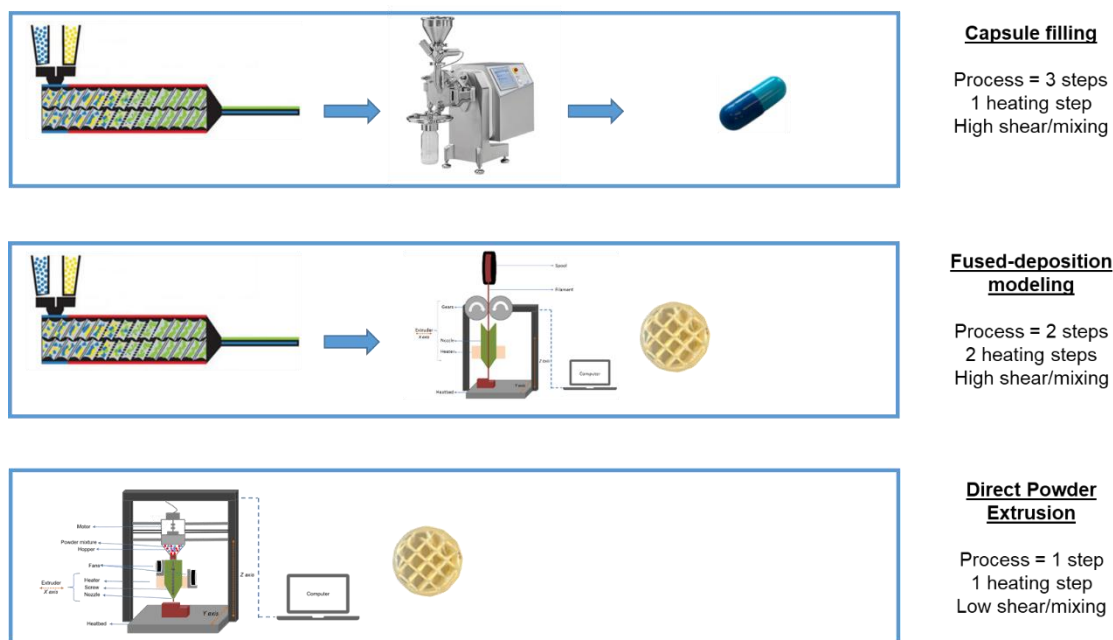 Capsule filling
Process = 3 steps
1 heating step
High shear/mixing
Spool
Filament
Gears
Extruder
X axis
Nozzle
Heater
Z axis
Computer
Y axis
Heatbed
Fused-deposition
modeling
Process = 2 steps
2 heating steps
High shear/mixing
Motor
Powder mixture
Hopper
Fans
Extruder
X axis
Heater
Screw
Nozzle
Z axis
Computer
Y axis
Heatbed
Direct Powder
Extrusion
Process = 1 step
1 heating step
Low shear/mixing